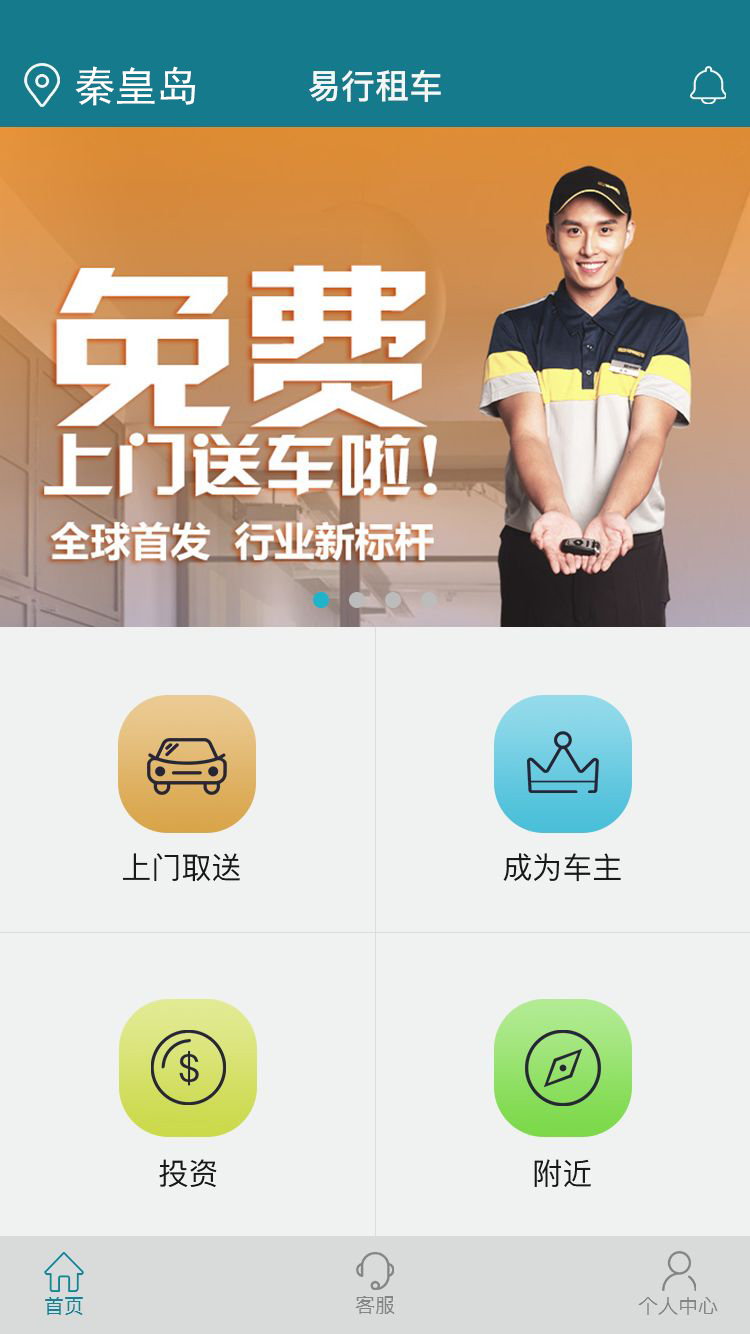 秦皇岛 易行租车
免费
上门送车啦!
全球首发 行业新标杆
上门取送 成为车主
$
投资 附近
首页 客服 个人中心